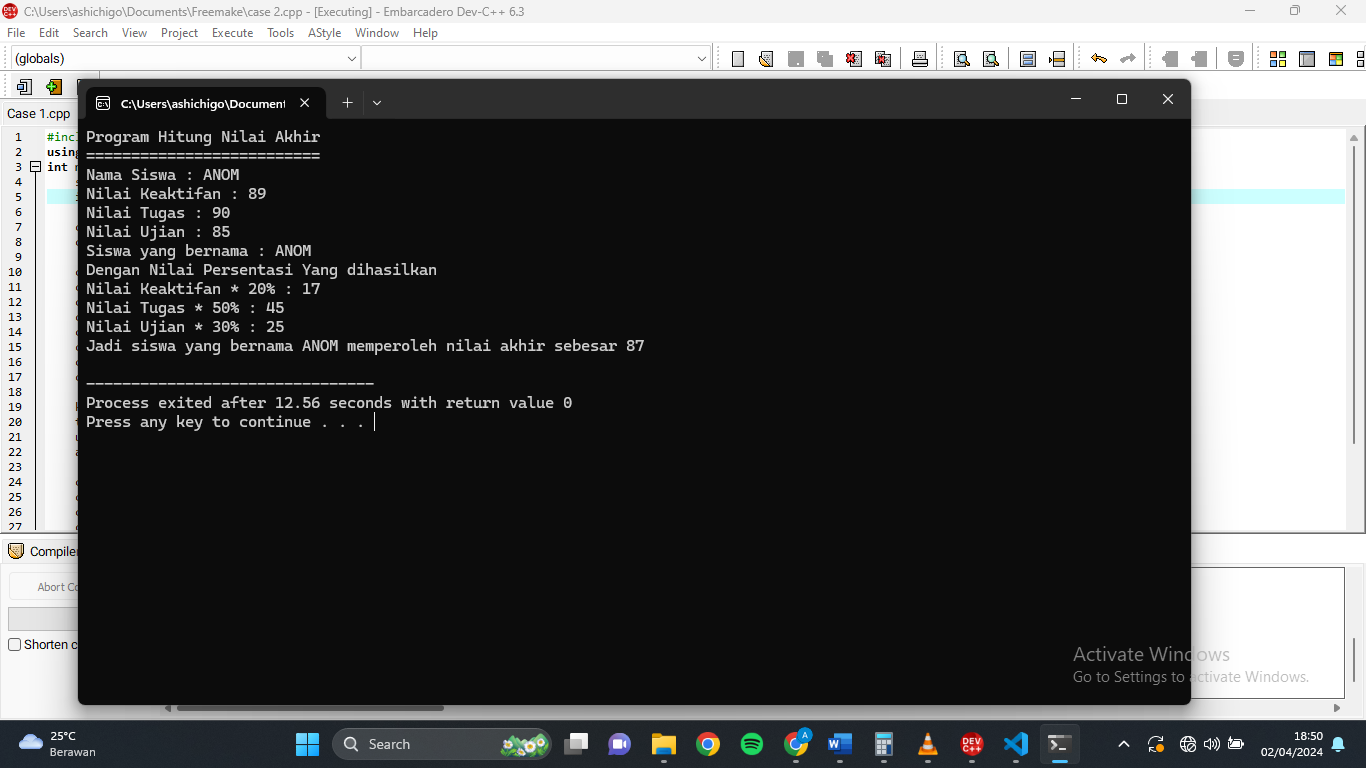 C:\Users\ashichigo\Documents\Freemake\case 2.cpp - [Executing] - Embarcadero Dev-C++ 6.3
File Edit Search View Project Execute Tools AStyle Window Help
(globals)
C:\Users\ashichigo\Document
Case 1.cpp
1 #inc
2 using
3 int
4
5
6
7
8
9
10
11
12
13
14
15
16
17
18
19
20
21
22
23
24
25
26
27
Program Hitung Nilai Akhir
==========================
Nama Siswa : ANOM
Nilai Keaktifan : 89
Nilai Tugas : 90
Nilai Ujian : 85
Siswa yang bernama : ANOM
Dengan Nilai Persentasi Yang dihasilkan
Nilai Keaktifan * 20% : 17
Nilai Tugas * 50% : 45
Nilai Ujian * 30% : 25
Jadi siswa yang bernama ANOM memperoleh nilai akhir sebesar 87
--------------------------------
Process exited after 12.56 seconds with return value 0
Press any key to continue . . .
Compiler
Abort Co
Shorten c
Activate Windows
Go to Settings to activate Windows.
25°C
Berawan
Search
A
DEV C++
18:50
02/04/2024